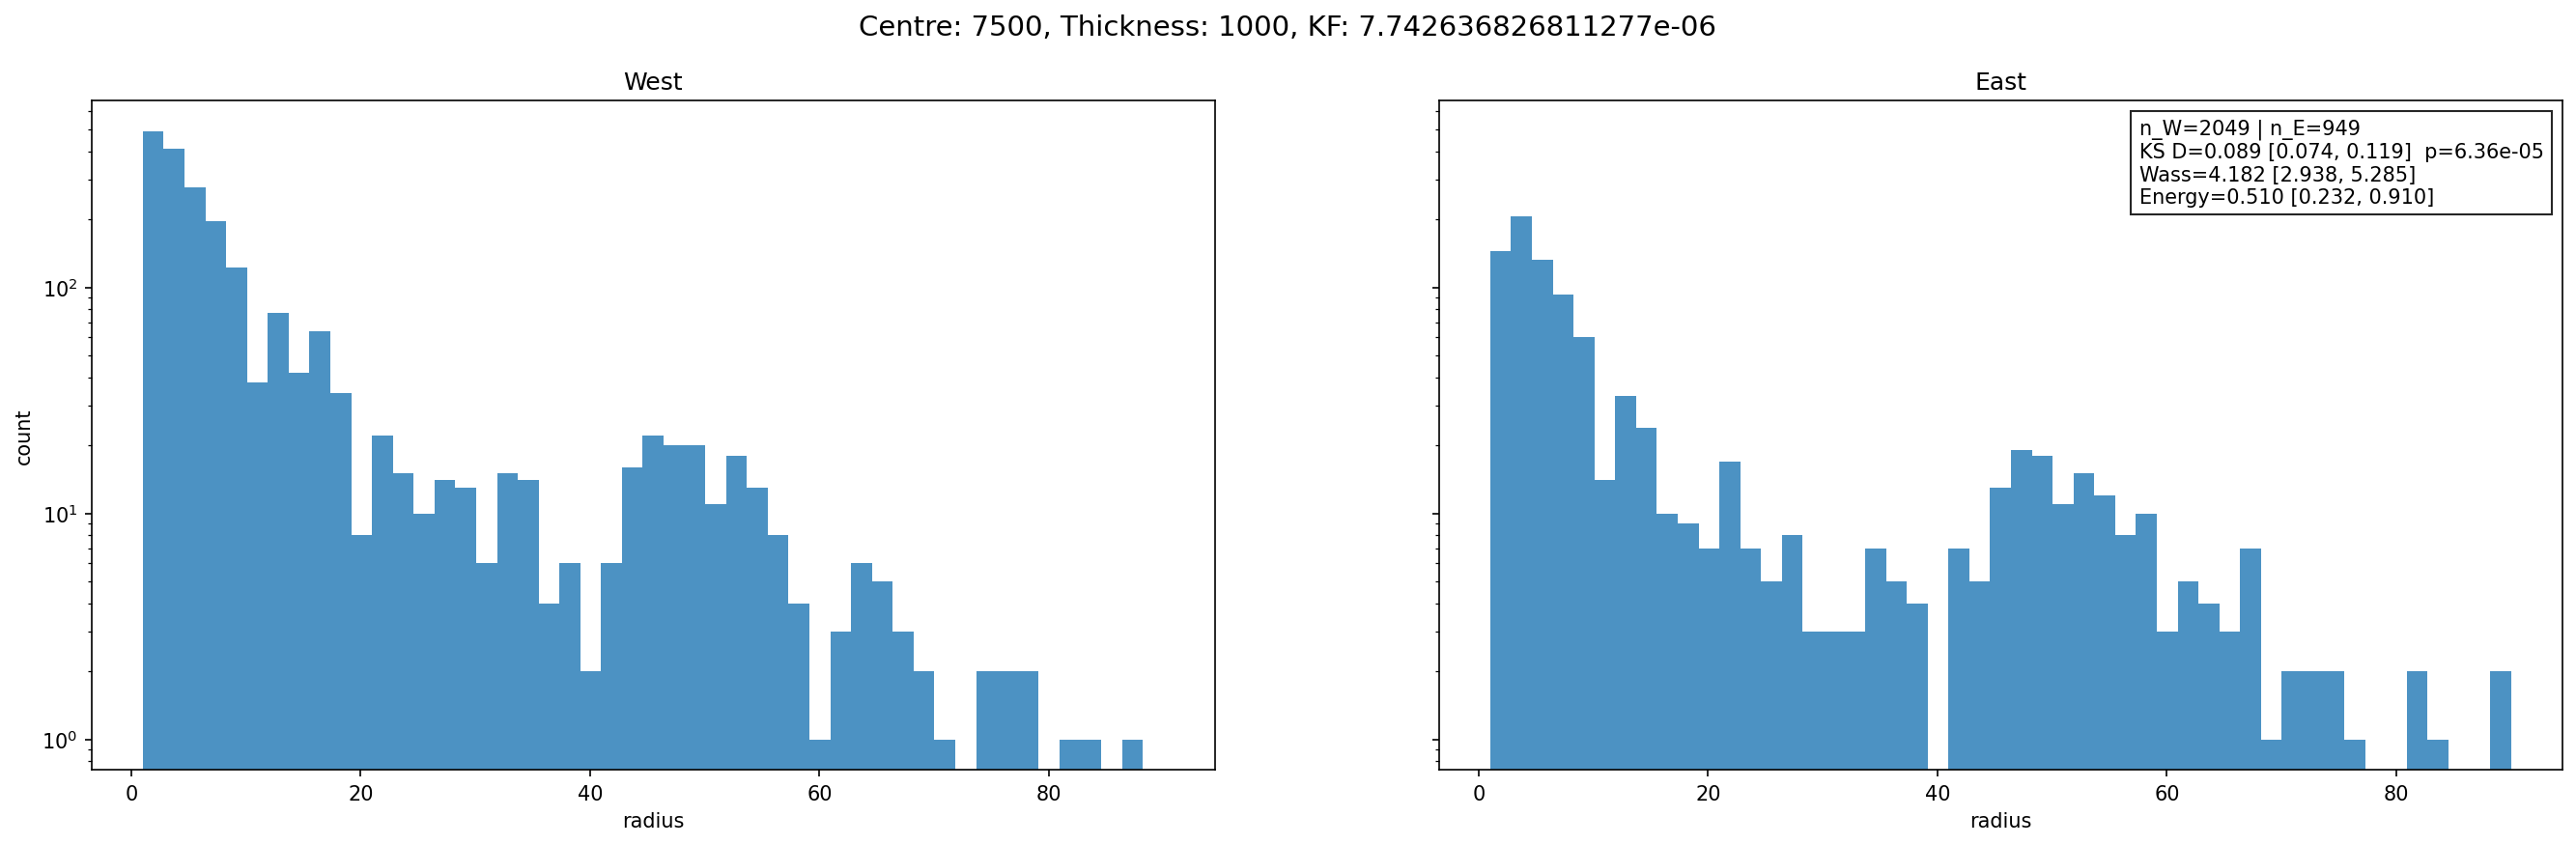 Centre: 7500, Thickness: 1000, KF: 7.742636826811277e-06
West
count
10²
10¹
10⁰
0 20 40 60 80
radius
East
n_W=2049 | n_E=949
KS D=0.089 [0.074, 0.119]  p=6.36e-05
Wass=4.182 [2.938, 5.285]
Energy=0.510 [0.232, 0.910]
0 20 40 60 80
radius